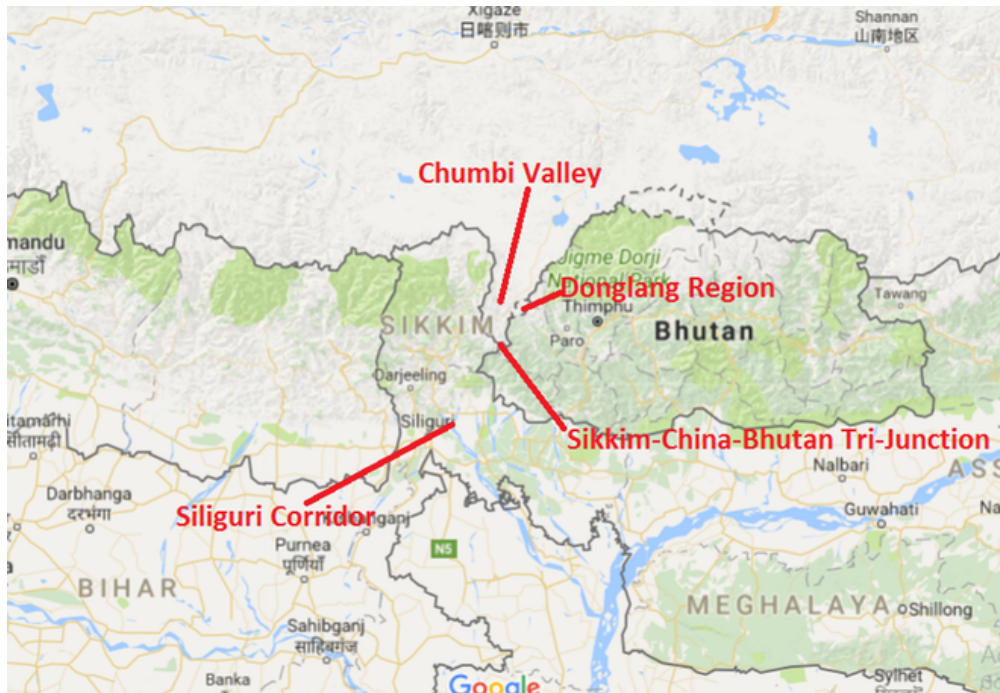 Xigaze
日喀则市
Shannan
山南地区
Chumbi Valley
mandu
Jigme Dorji
National Park
Donglang Region
Tawang
Thimphu
SIKKIM
Bhutan
Paro
Darjeeling
Siliguri
itamarhi
सीतामढ़ी
Sikkim-China-Bhutan Tri-Junction
Nalbari
ASS
Darbhanga
दरभंगा
Siliguri Corridor
Guwahati
Na
Purnea
पूर्णियाँ
N5
BIHAR
MEGHALAYA
Shillong
Sahibganj
साहिबगंज
Banka
Google
Sylhet